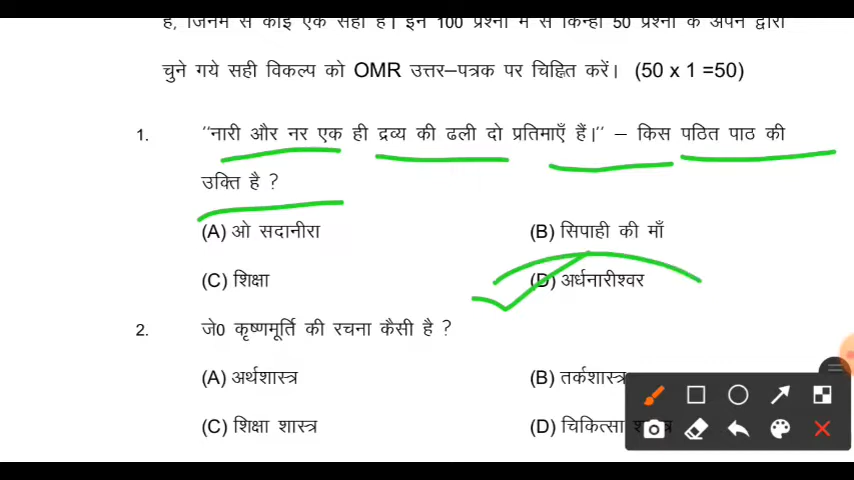 है, जिनमें से कोई एक सही है। इन 100 प्रश्नों में से किन्हीं 50 प्रश्नों के अपने द्वारा
चुने गये सही विकल्प को OMR उत्तर–पत्रक पर चिह्नित करें। (50 x 1 =50)
1. ''नारी और नर एक ही द्रव्य की ढली दो प्रतिमाएँ हैं।'' – किस पठित पाठ की
उक्ति है ?
(A) ओ सदानीरा (B) सिपाही की माँ
(C) शिक्षा (D) अर्धनारीश्वर
2. जे0 कृष्णमूर्ति की रचना कैसी है ?
(A) अर्थशास्त्र (B) तर्कशास्त्र
(C) शिक्षा शास्त्र (D) चिकित्सा